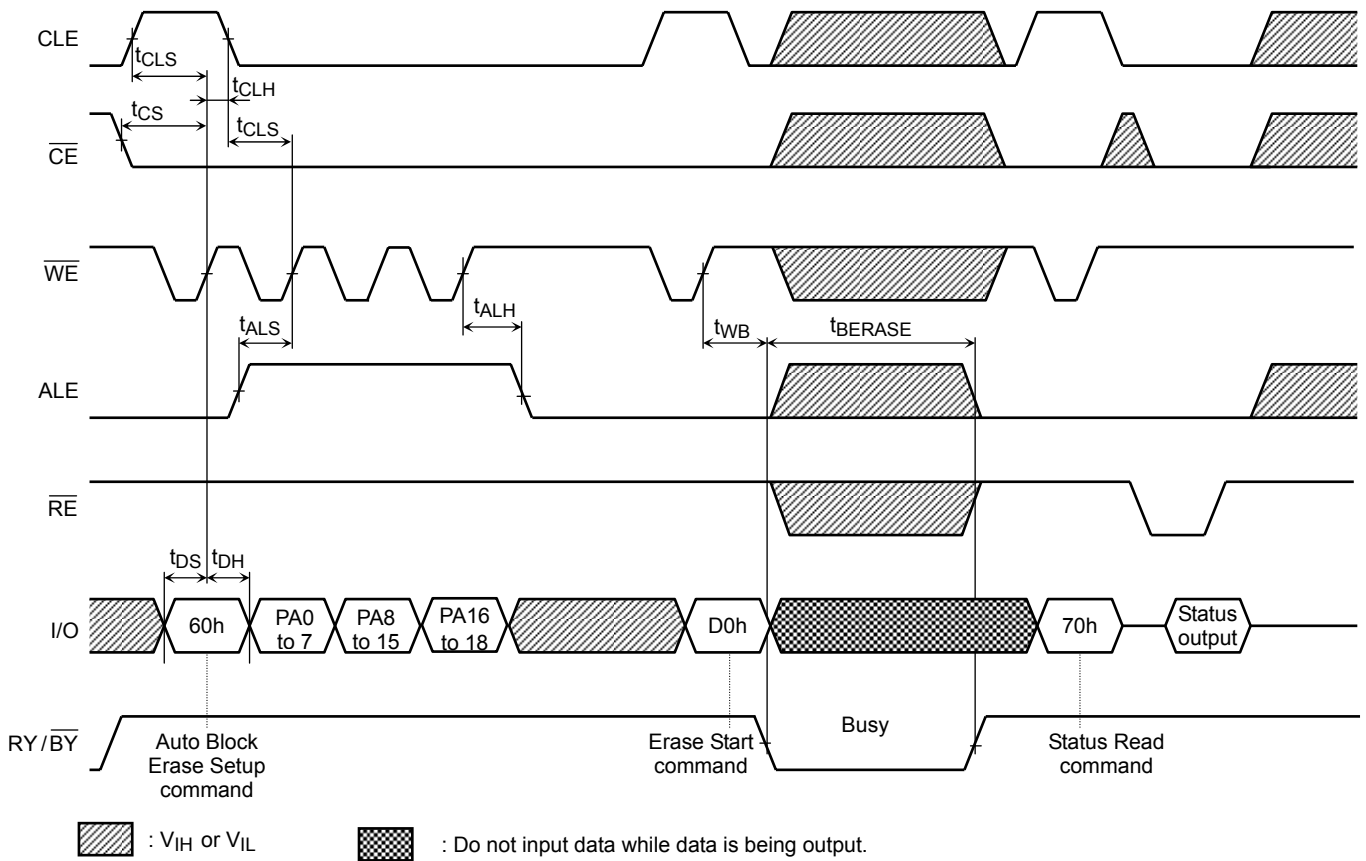 CLE
tCLS
tCLH
tCS
tCLS
CE
WE
tALS
tALH
tWB
tBERASE
ALE
RE
tDS
tDH
I/O
60h
PA0
to 7
PA8
to 15
PA16
to 18
D0h
70h
Status
output
RY/BY
Busy
Auto Block
Erase Setup
command
Erase Start
command
Status Read
command
: VIH or VIL
: Do not input data while data is being output.